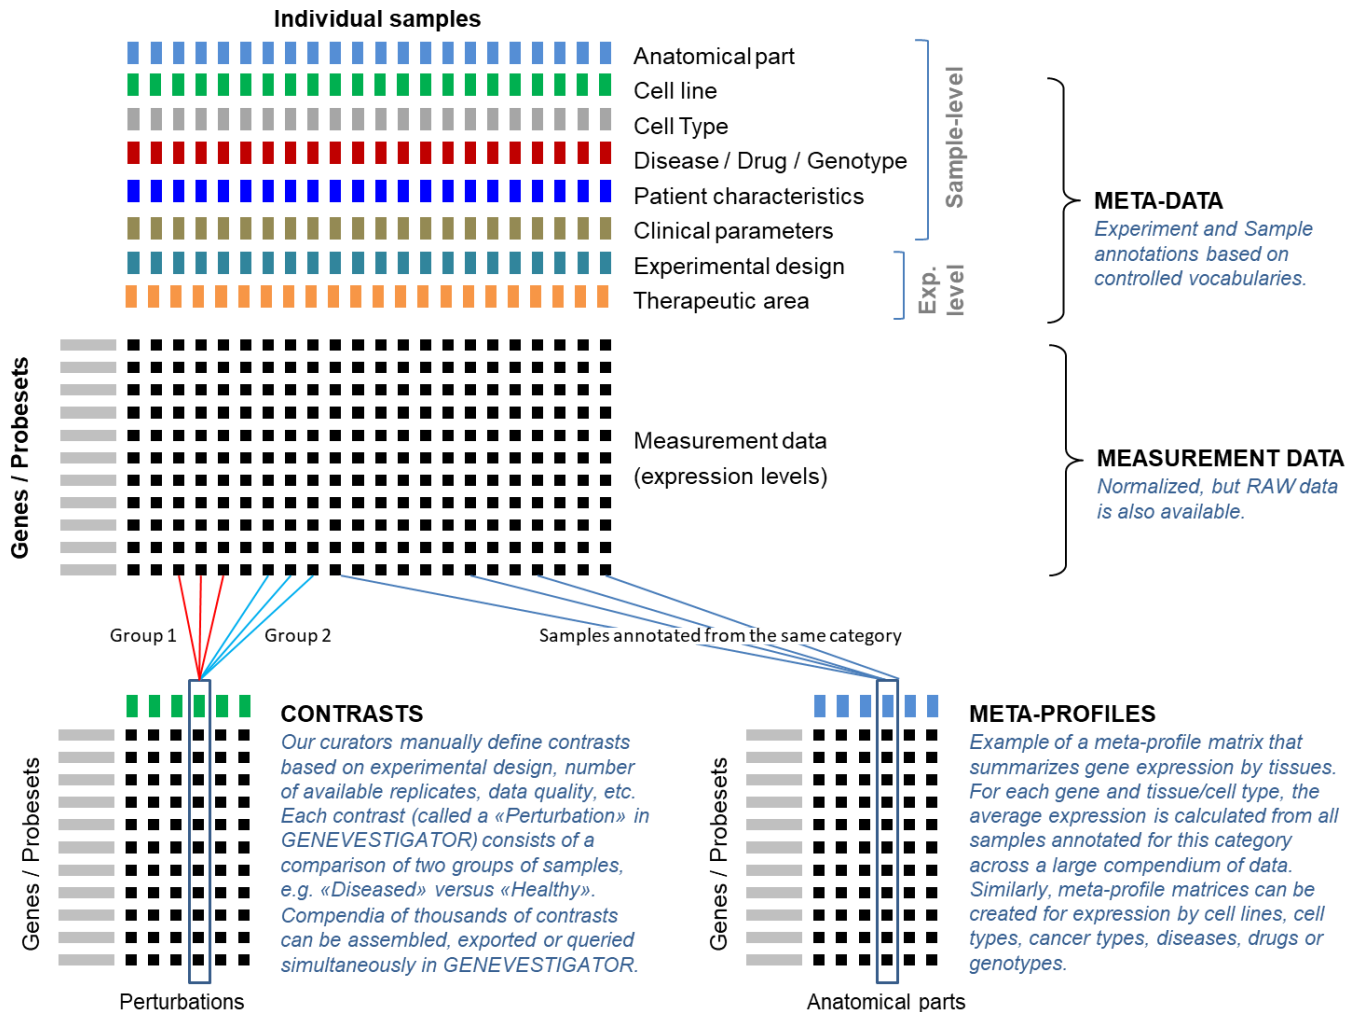 Individual samples
Anatomical part
Cell line
Cell Type
Disease / Drug / Genotype
Patient characteristics
Clinical parameters
Experimental design
Therapeutic area
Sample-level
Exp.
level
META-DATA
Experiment and Sample
annotations based on
controlled vocabularies.
Genes / Probesets
Measurement data
(expression levels)
MEASUREMENT DATA
Normalized, but RAW data
is also available.
Group 1
Group 2
Samples annotated from the same category
Genes / Probesets
CONTRASTS
Our curators manually define contrasts
based on experimental design, number
of available replicates, data quality, etc.
Each contrast (called a «Perturbation» in
GENEVESTIGATOR) consists of a
comparison of two groups of samples,
e.g. «Diseased» versus «Healthy».
Compendia of thousands of contrasts
can be assembled, exported or queried
simultaneously in GENEVESTIGATOR.
Perturbations
Genes / Probesets
META-PROFILES
Example of a meta-profile matrix that
summarizes gene expression by tissues.
For each gene and tissue/cell type, the
average expression is calculated from all
samples annotated for this category
across a large compendium of data.
Similarly, meta-profile matrices can be
created for expression by cell lines, cell
types, cancer types, diseases, drugs or
genotypes.
Anatomical parts